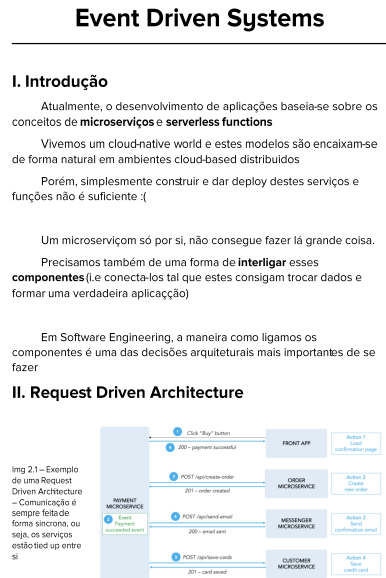 Event Driven Systems
I. Introdução
Atualmente, o desenvolvimento de aplicações baseia-se sobre os
conceitos de microserviços e serverless functions
Vivemos um cloud-native world e estes modelos são encaixam-se
de forma natural em ambientes cloud-based distribuidos
Porém, simplesmente construir e dar deploy destes serviços e
funções não é suficiente :(
Um microserviçom só por si, não consegue fazer lá grande coisa.
Precisamos também de uma forma de interligar esses
componentes (i.e conecta-los tal que estes consigam trocar dados e
formar uma verdadeira aplicacção)
Em Software Engineering, a maneira como ligamos os
componentes é uma das decisões arquiteturais mais importantes de se
fazer
II. Request Driven Architecture
Img 2.1 – Exemplo
de uma Request
Driven Architecture
– Comunicação é
sempre feita de
forma sincrona, ou
seja, os serviços
estão tied up entre
si
PAYMENT
MICROSERVICE
2
Event
Payment
succeeded event
1
Click "Buy" button
6
200 – payment successful
FRONT APP
Action 1
Load
confirmation page
3
POST /api/create-order
201 – order created
ORDER
MICROSERVICE
Action 2
Create
new order
4
POST /api/send-email
200 – email sent
MESSENGER
MICROSERVICE
Action 3
Send
confirmation email
5
POST /api/save-cards
201 – card saved
CUSTOMER
MICROSERVICE
Action 4
Save
credit card